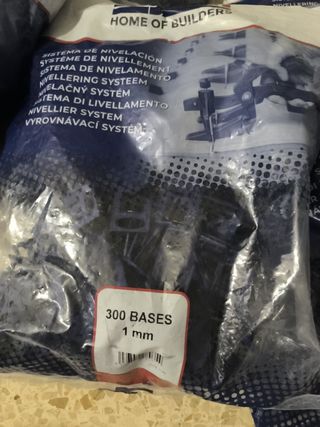 HOME OF BUILDERS
SISTEMA DE NIVELACIÓN
SYSTÈME DE NIVELLEMENT
SISTEMA DE NIVELAMENTO
NIVELLERING SYSTEEM
NIVELAČNÝ SYSTÉM
SISTEMA DI LIVELLAMENTO
NIVELLIER SYSTEM
VYROVNÁVACÍ SYSTÉM
300 BASES
1 mm